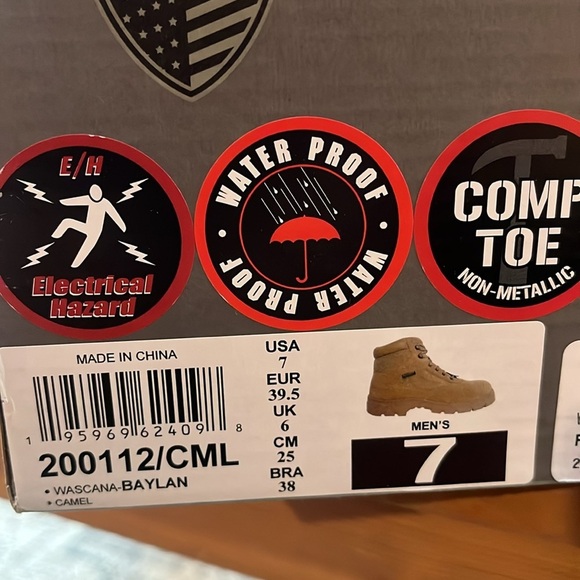 E/H
Electrical
Hazard
WATER PROOF
WATER PROOF
COMP
TOE
NON-METALLIC
MADE IN CHINA
1 95969 62409 8
200112/CML
• WASCANA-BAYLAN
• CAMEL
USA
7
EUR
39.5
UK
6
CM
25
BRA
38
MEN'S
7